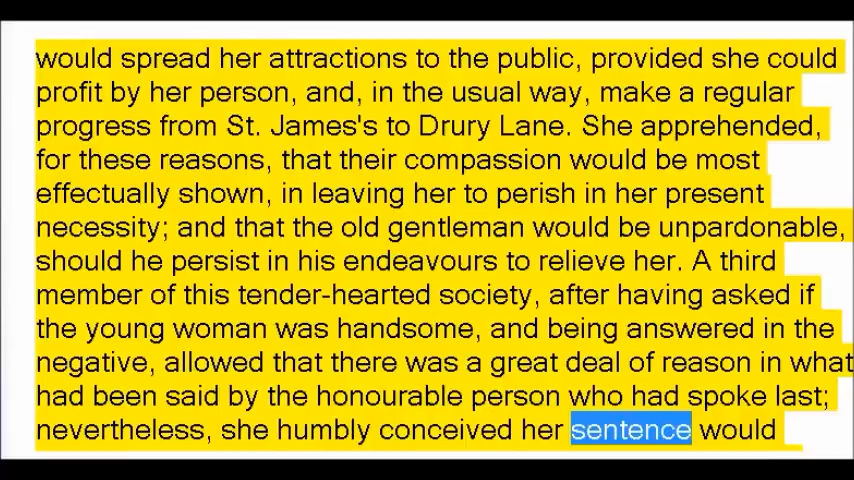 would spread her attractions to the public, provided she could
profit by her person, and, in the usual way, make a regular
progress from St. James's to Drury Lane. She apprehended,
for these reasons, that their compassion would be most
effectually shown, in leaving her to perish in her present
necessity; and that the old gentleman would be unpardonable,
should he persist in his endeavours to relieve her. A third
member of this tender-hearted society, after having asked if
the young woman was handsome, and being answered in the
negative, allowed that there was a great deal of reason in what
had been said by the honourable person who had spoke last;
nevertheless, she humbly conceived her sentence would